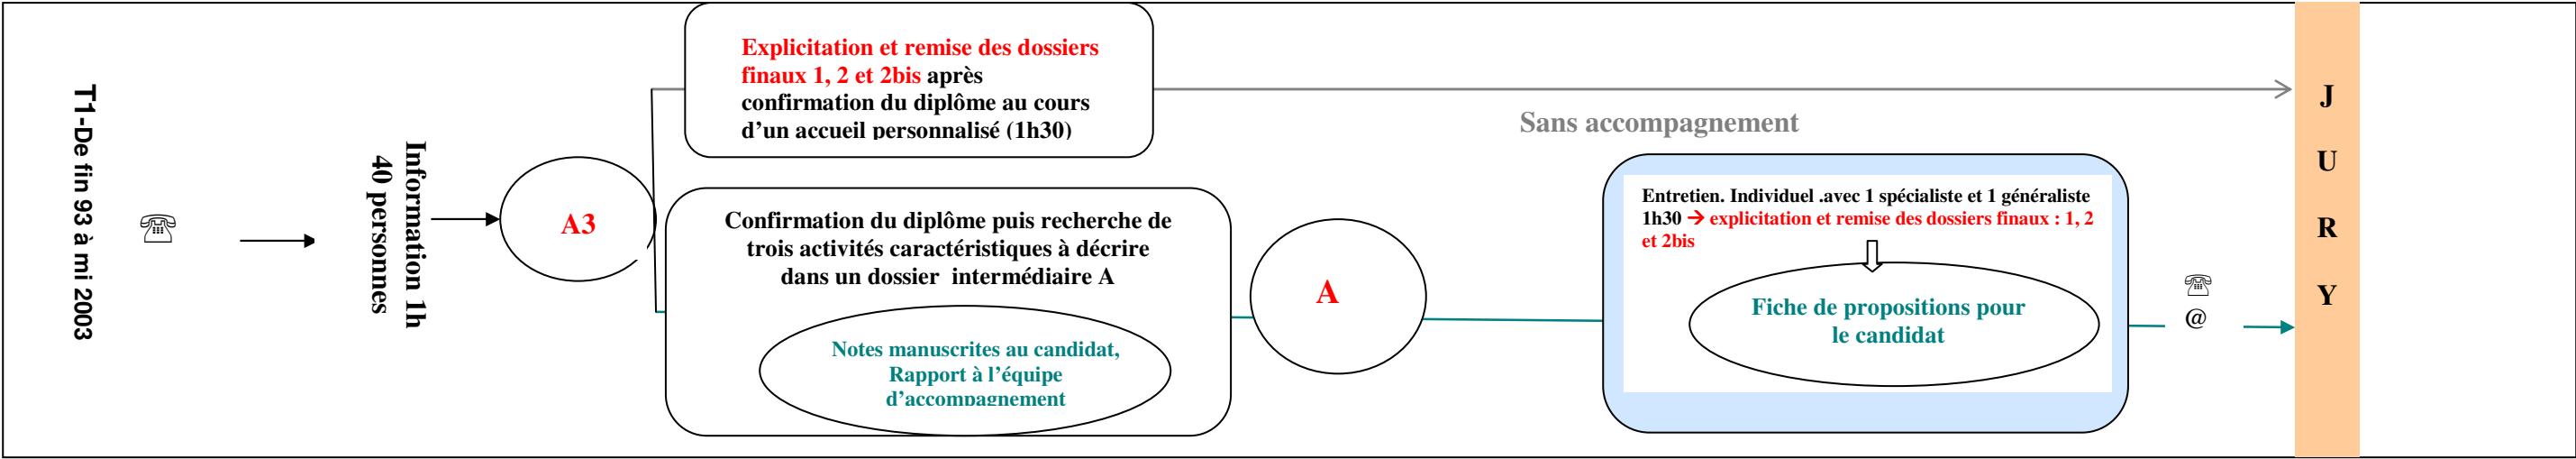 T1-De fin 93 à mi 2003
☏
Information 1h
40 personnes
A3
Explicitation et remise des dossiers
finaux 1, 2 et 2bis après
confirmation du diplôme au cours
d’un accueil personnalisé (1h30)
Sans accompagnement
Confirmation du diplôme puis recherche de
trois activités caractéristiques à décrire
dans un dossier intermédiaire A
Notes manuscrites au candidat,
Rapport à l’équipe
d’accompagnement
A
Entretien. Individuel .avec 1 spécialiste et 1 généraliste
1h30 → explicitation et remise des dossiers finaux : 1, 2
et 2bis
Fiche de propositions pour
le candidat
☏
@
J
U
R
Y